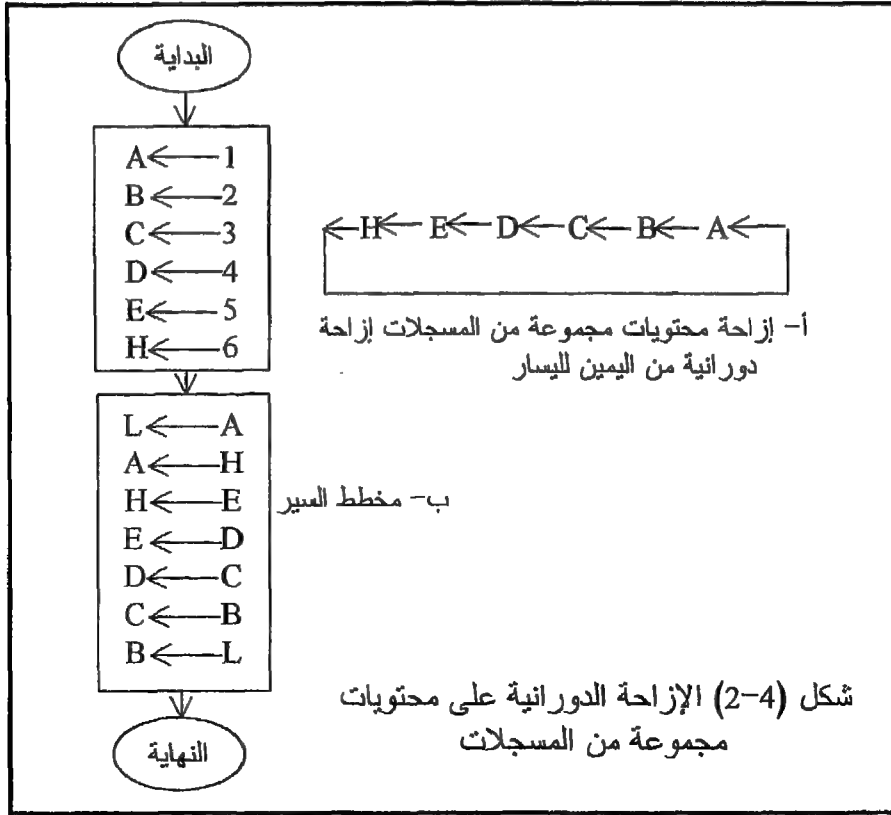 البداية
A←1
B←2
C←3
D←4
E←5
H←6
←H← E← D← C← B← A←
أ- إزاحة محتويات مجموعة من المسجلات إزاحة
دورانية من اليمين لليسار
L←A
A←H
H←E
E←D
D←C
C←B
B←L
ب- مخطط السير
النهاية
شكل (4-2) الإزاحة الدورانية على محتويات
مجموعة من المسجلات